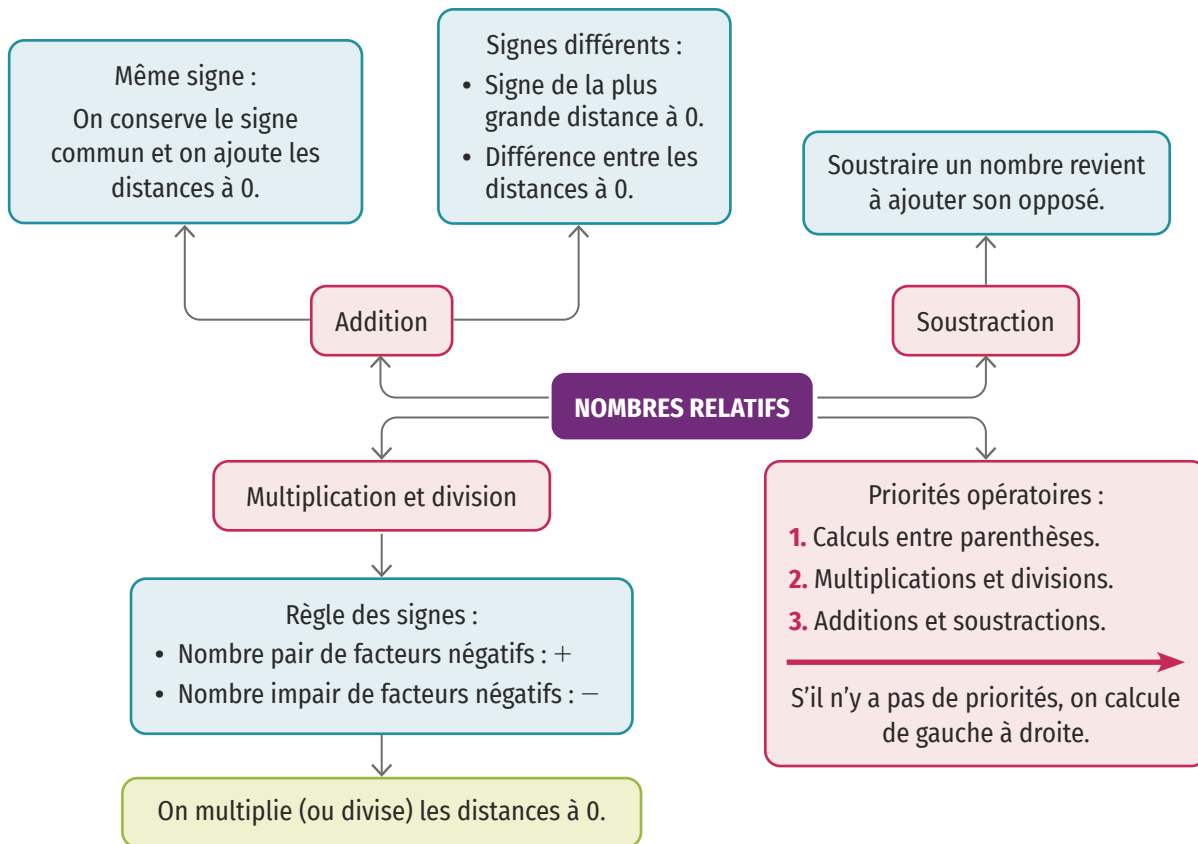 Même signe :
On conserve le signe
commun et on ajoute les
distances à 0.
Signes différents :
• Signe de la plus
grande distance à 0.
• Différence entre les
distances à 0.
Soustraire un nombre revient
à ajouter son opposé.
Addition
Soustraction
NOMBRES RELATIFS
Multiplication et division
Règle des signes :
• Nombre pair de facteurs négatifs : +
• Nombre impair de facteurs négatifs : −
On multiplie (ou divise) les distances à 0.
Priorités opératoires :
1. Calculs entre parenthèses.
2. Multiplications et divisions.
3. Additions et soustractions.
S’il n’y a pas de priorités, on calcule
de gauche à droite.